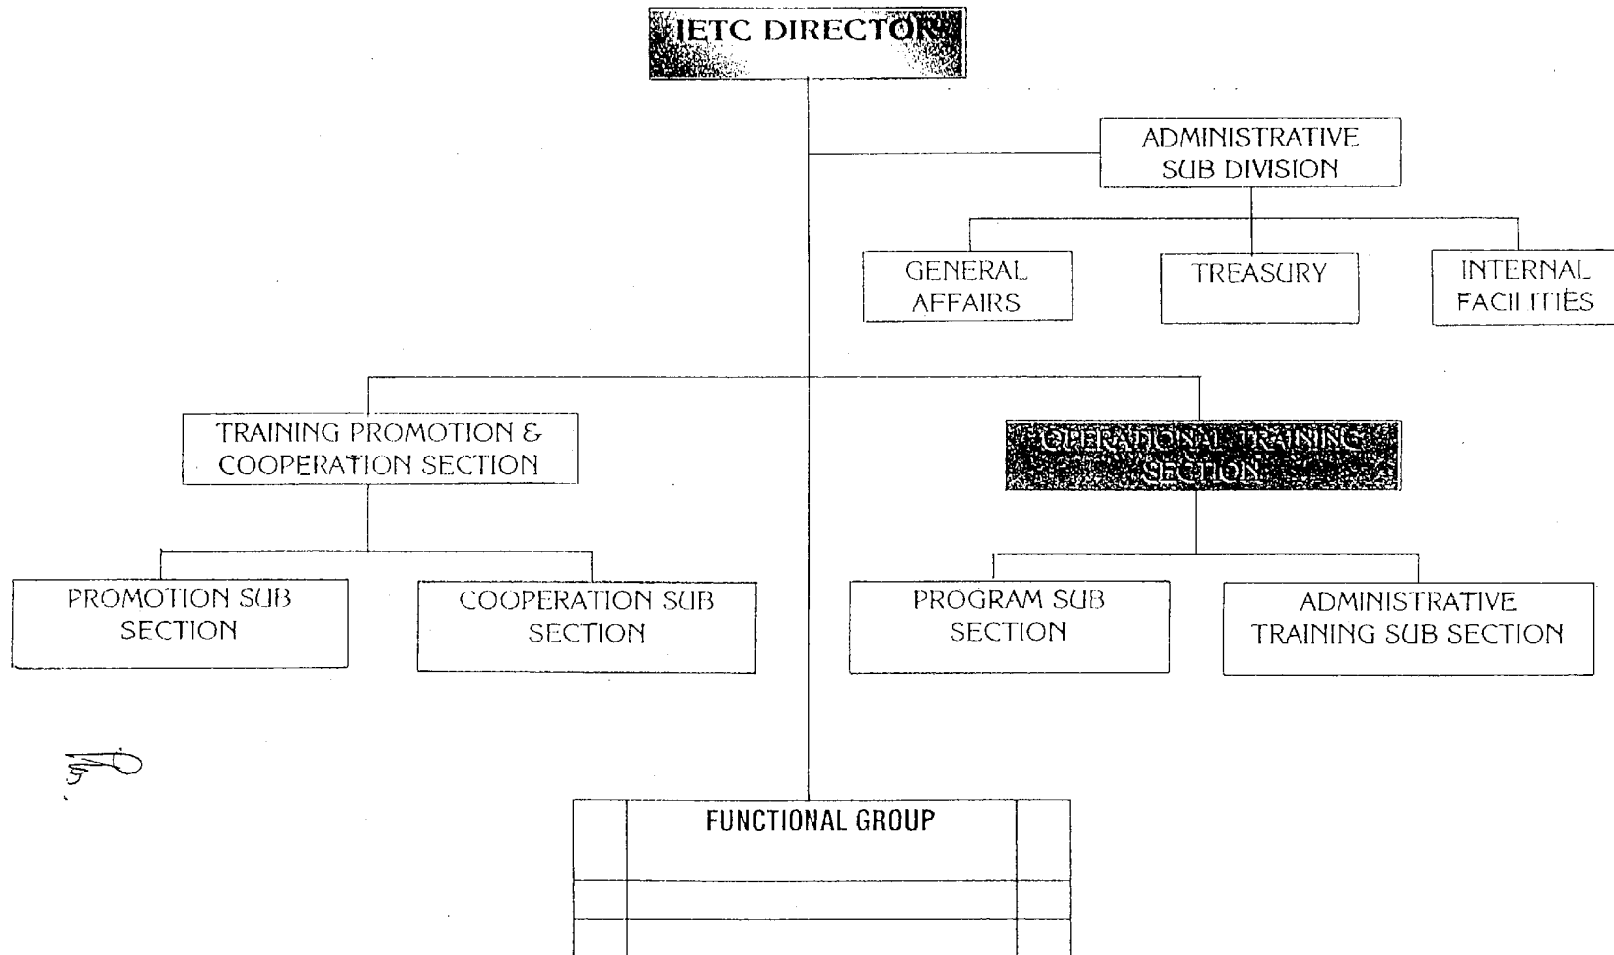 IETC DIRECTOR
ADMINISTRATIVE
SUB DIVISION
GENERAL
AFFAIRS
TREASURY
INTERNAL
FACILITIES
TRAINING PROMOTION &
COOPERATION SECTION
OPERATIONAL TRAINING
SECTION
PROMOTION SUB
SECTION
COOPERATION SUB
SECTION
PROGRAM SUB
SECTION
ADMINISTRATIVE
TRAINING SUB SECTION
FUNCTIONAL GROUP